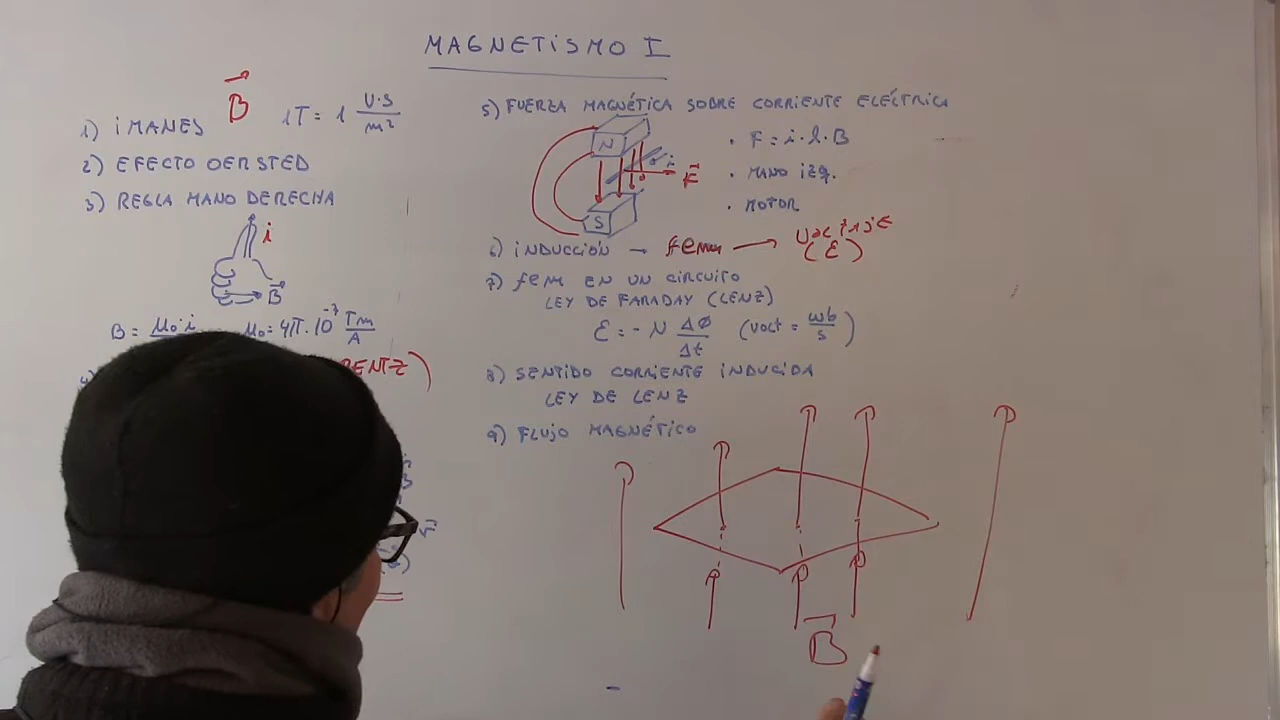 MAGNETISMO I
1) IMANES B 1T = 1 V·S/m²
2) EFECTO OERSTED
3) REGLA MANO DERECHA
i
B
B = μ₀·i μ₀ = 4π·10⁻⁷ Tm/A
5) FUERZA MAGNÉTICA SOBRE CORRIENTE ELÉCTRICA
N
i
F
S
· F = i·l·B
· MANO IZQ.
· MOTOR
6) INDUCCIÓN → fem → VOLTAJE
(ε)
7) fem EN UN CIRCUITO
LEY DE FARADAY (LENZ)
ε = - N Δφ/Δt (volt = wb/s)
8) SENTIDO CORRIENTE INDUCIDA
LEY DE LENZ
9) FLUJO MAGNÉTICO
B